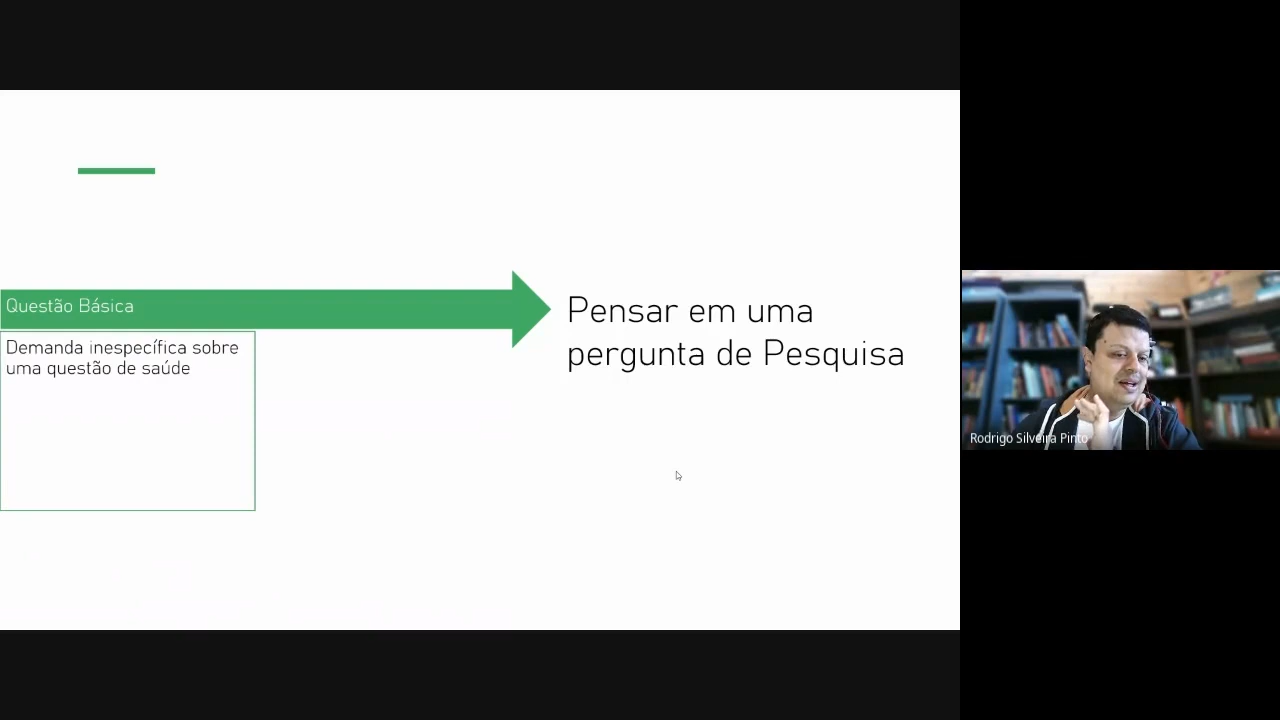 Questão Básica
Demanda inespecífica sobre
uma questão de saúde
Pensar em uma
pergunta de Pesquisa
Rodrigo Silveira Pinto